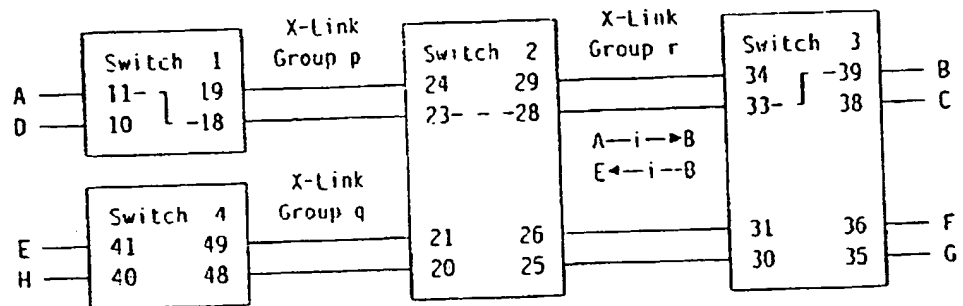 X-Link
Group p
X-Link
Group r
Switch 1
11- 19
10 -18
A
D
Switch 2
24 29
23- - -28
21 26
20 25
Switch 3
34 -39
33- 38
31 36
30 35
B
C
F
G
A—i—►B
E◄—i--B
X-Link
Group q
Switch 4
41 49
40 48
E
H